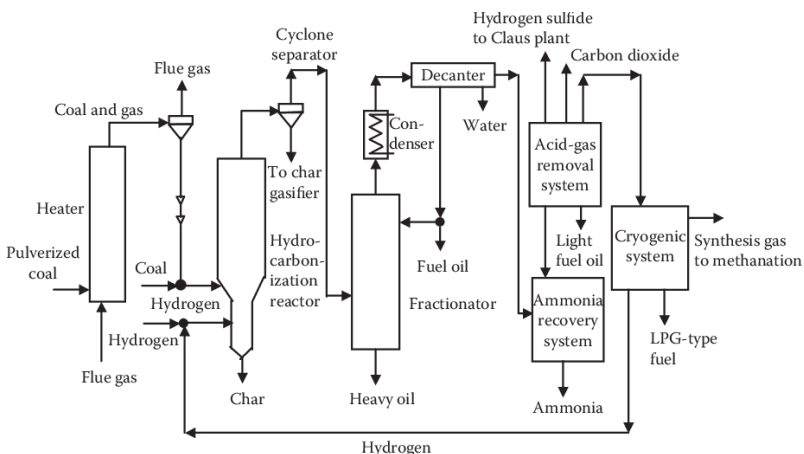 Hydrogen sulfide
to Claus plant
Carbon dioxide
Cyclone
separator
Flue gas
Decanter
Coal and gas
Con-
denser
Water
Acid-gas
removal
system
To char
gasifier
Heater
Hydro-
carbon-
ization
reactor
Pulverized
coal
Coal
Hydrogen
Hydrogen
Fuel oil
Light
fuel oil
Cryogenic
system
Synthesis gas
to methanation
Fractionator
Ammonia
recovery
system
LPG-type
fuel
Flue gas
Char
Heavy oil
Ammonia
Hydrogen